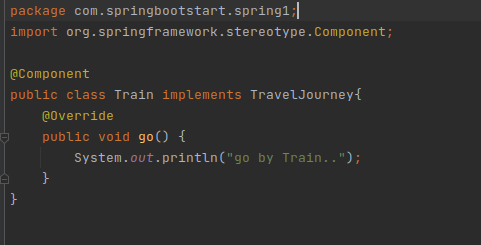 package com.springbootstart.spring1;
import org.springframework.stereotype.Component;
@Component
public class Train implements TravelJourney{
@Override
public void go() {
System.out.println("go by Train..");
}
}